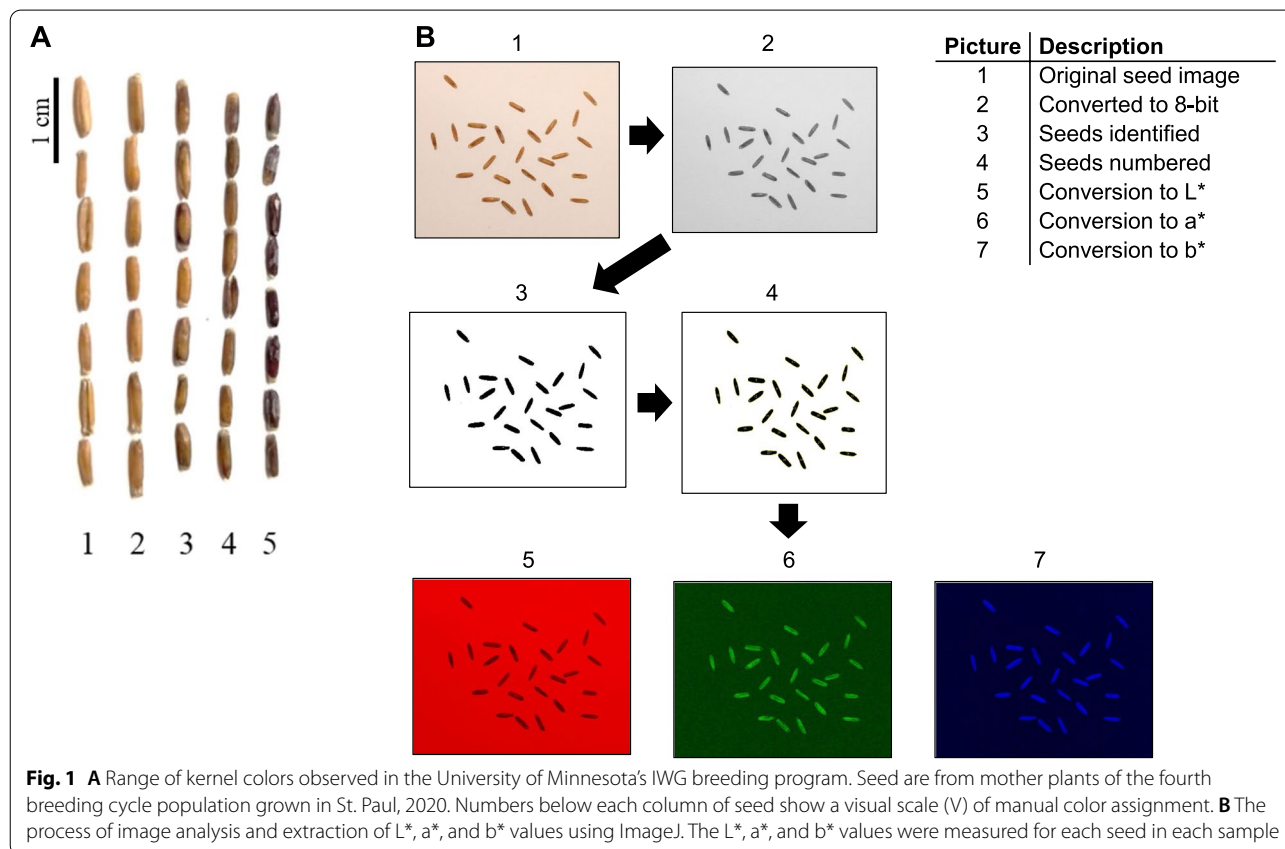 A
1 cm
1 2 3 4 5
B
1
2
3
4
5
6
7
Picture Description
1 Original seed image
2 Converted to 8-bit
3 Seeds identified
4 Seeds numbered
5 Conversion to L*
6 Conversion to a*
7 Conversion to b*
Fig. 1 A Range of kernel colors observed in the University of Minnesota's IWG breeding program. Seed are from mother plants of the fourth
breeding cycle population grown in St. Paul, 2020. Numbers below each column of seed show a visual scale (V) of manual color assignment. B The
process of image analysis and extraction of L*, a*, and b* values using ImageJ. The L*, a*, and b* values were measured for each seed in each sample